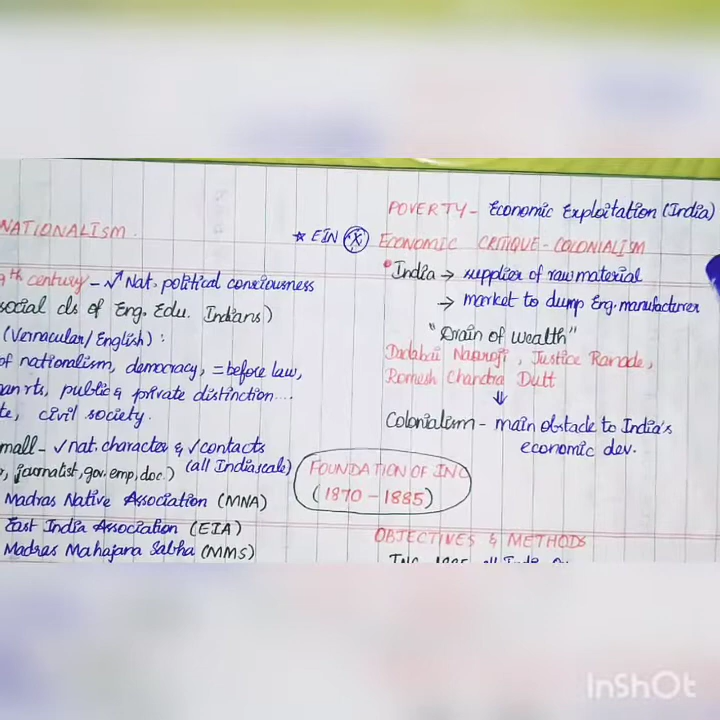 NATIONALISM.
9th century - Nat. political consciousness
social cls of Eng. Edu. Indians)
(Vernacular/English) :
of nationalism, democracy, = before law,
an rts, public & private distinction....
te, civil society.
mall - ✓nat. character & ✓contacts
(all India scale)
r, journalist, gov. emp, doc.)
Madras Native Association (MNA)
East India Association (EIA)
Madras Mahajara Sabha (MMS)
FOUNDATION OF INC
(1870 - 1885)
POVERTY - Economic Exploitation (India)
★ EIN ECONOMIC CRITIQUE - COLONIALISM
India → supplier of raw material
→ market to dump Eng. manufacturer
"Drain of wealth"
Dadabai Naoroji, Justice Ranade,
Romesh Chandra Dutt
⇓
Colonialism - main obstacle to India's
economic dev.
OBJECTIVES & METHODS
InShOt